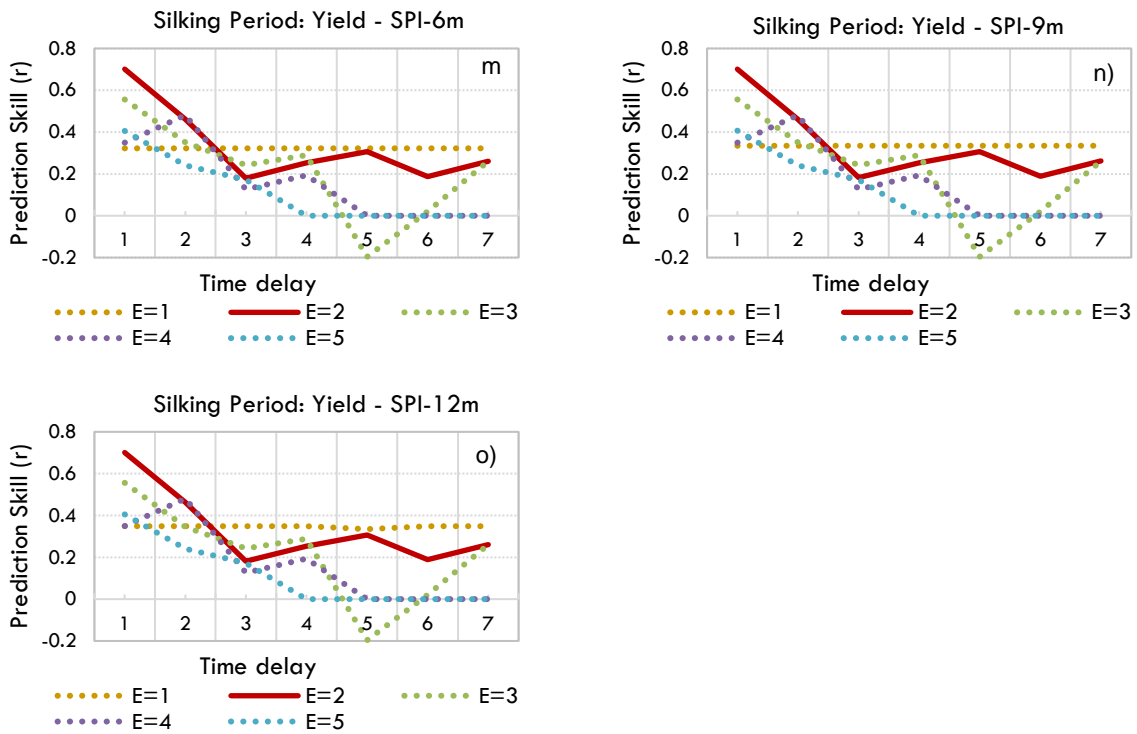 Silking Period: Yield - SPI-6m
m
Prediction Skill (r)
0.8
0.6
0.4
0.2
0
-0.2
1 2 3 4 5 6 7
Time delay
E=1 E=2 E=3
E=4 E=5
Silking Period: Yield - SPI-9m
n)
Prediction Skill (r)
0.8
0.6
0.4
0.2
0
-0.2
1 2 3 4 5 6 7
Time delay
E=1 E=2 E=3
E=4 E=5
Silking Period: Yield - SPI-12m
o)
Prediction Skill (r)
0.8
0.6
0.4
0.2
0
-0.2
1 2 3 4 5 6 7
Time delay
E=1 E=2 E=3
E=4 E=5